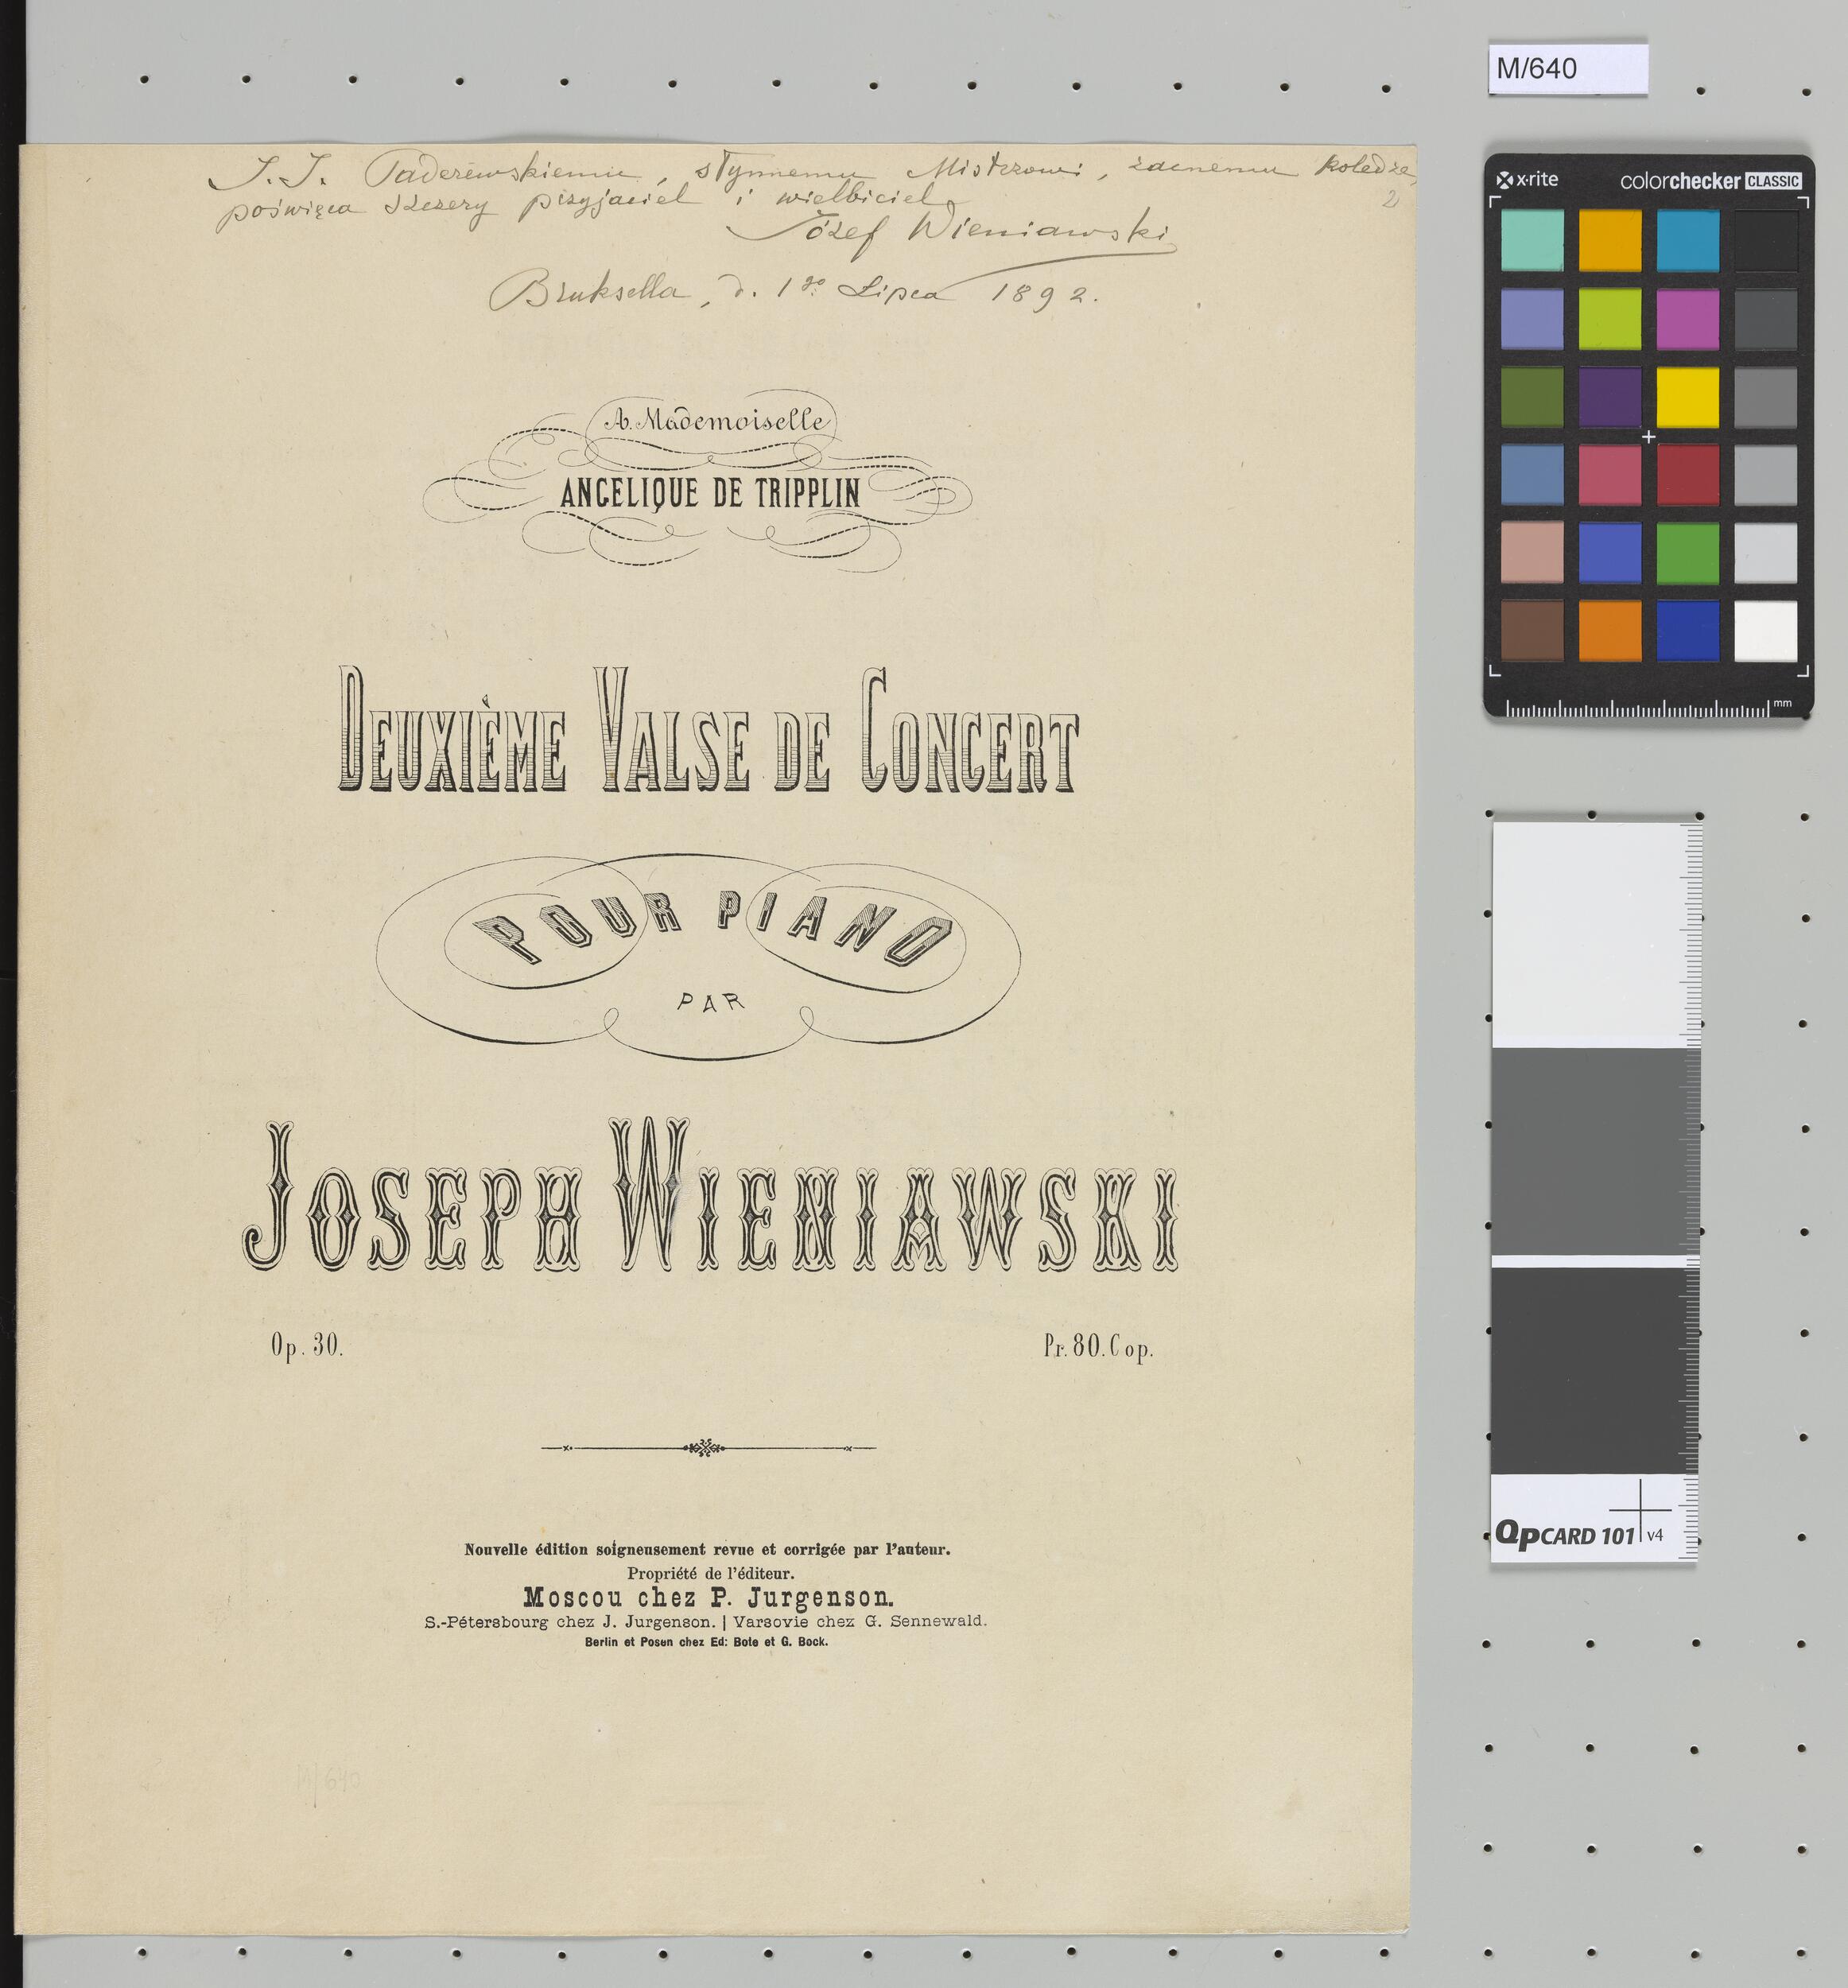 I. J. Paderewskiemu, słynnemu Mistrzowi, zacnemu koledze,
poświęca szczery przyjaciel i wielbiciel
Józef Wieniawski
Bruksella, d. 1go Lipca 1892.
2
A. Mademoiselle
ANGELIQUE DE TRIPPLIN
DEUXIÈME VALSE DE CONCERT
POUR PIANO
PAR
JOSEPH WIENIAWSKI
Op. 30. Pr. 80. Cop.
Nouvelle édition soigneusement revue et corrigée par l'auteur.
Propriété de l'éditeur.
Moscou chez P. Jurgenson.
S.-Pétersbourg chez J. Jurgenson. | Varsovie chez G. Sennewald.
Berlin et Posen chez Ed: Bote et G. Bock.
M/640
M/640
x·rite colorchecker CLASSIC
mm
QPCARD 101 v4